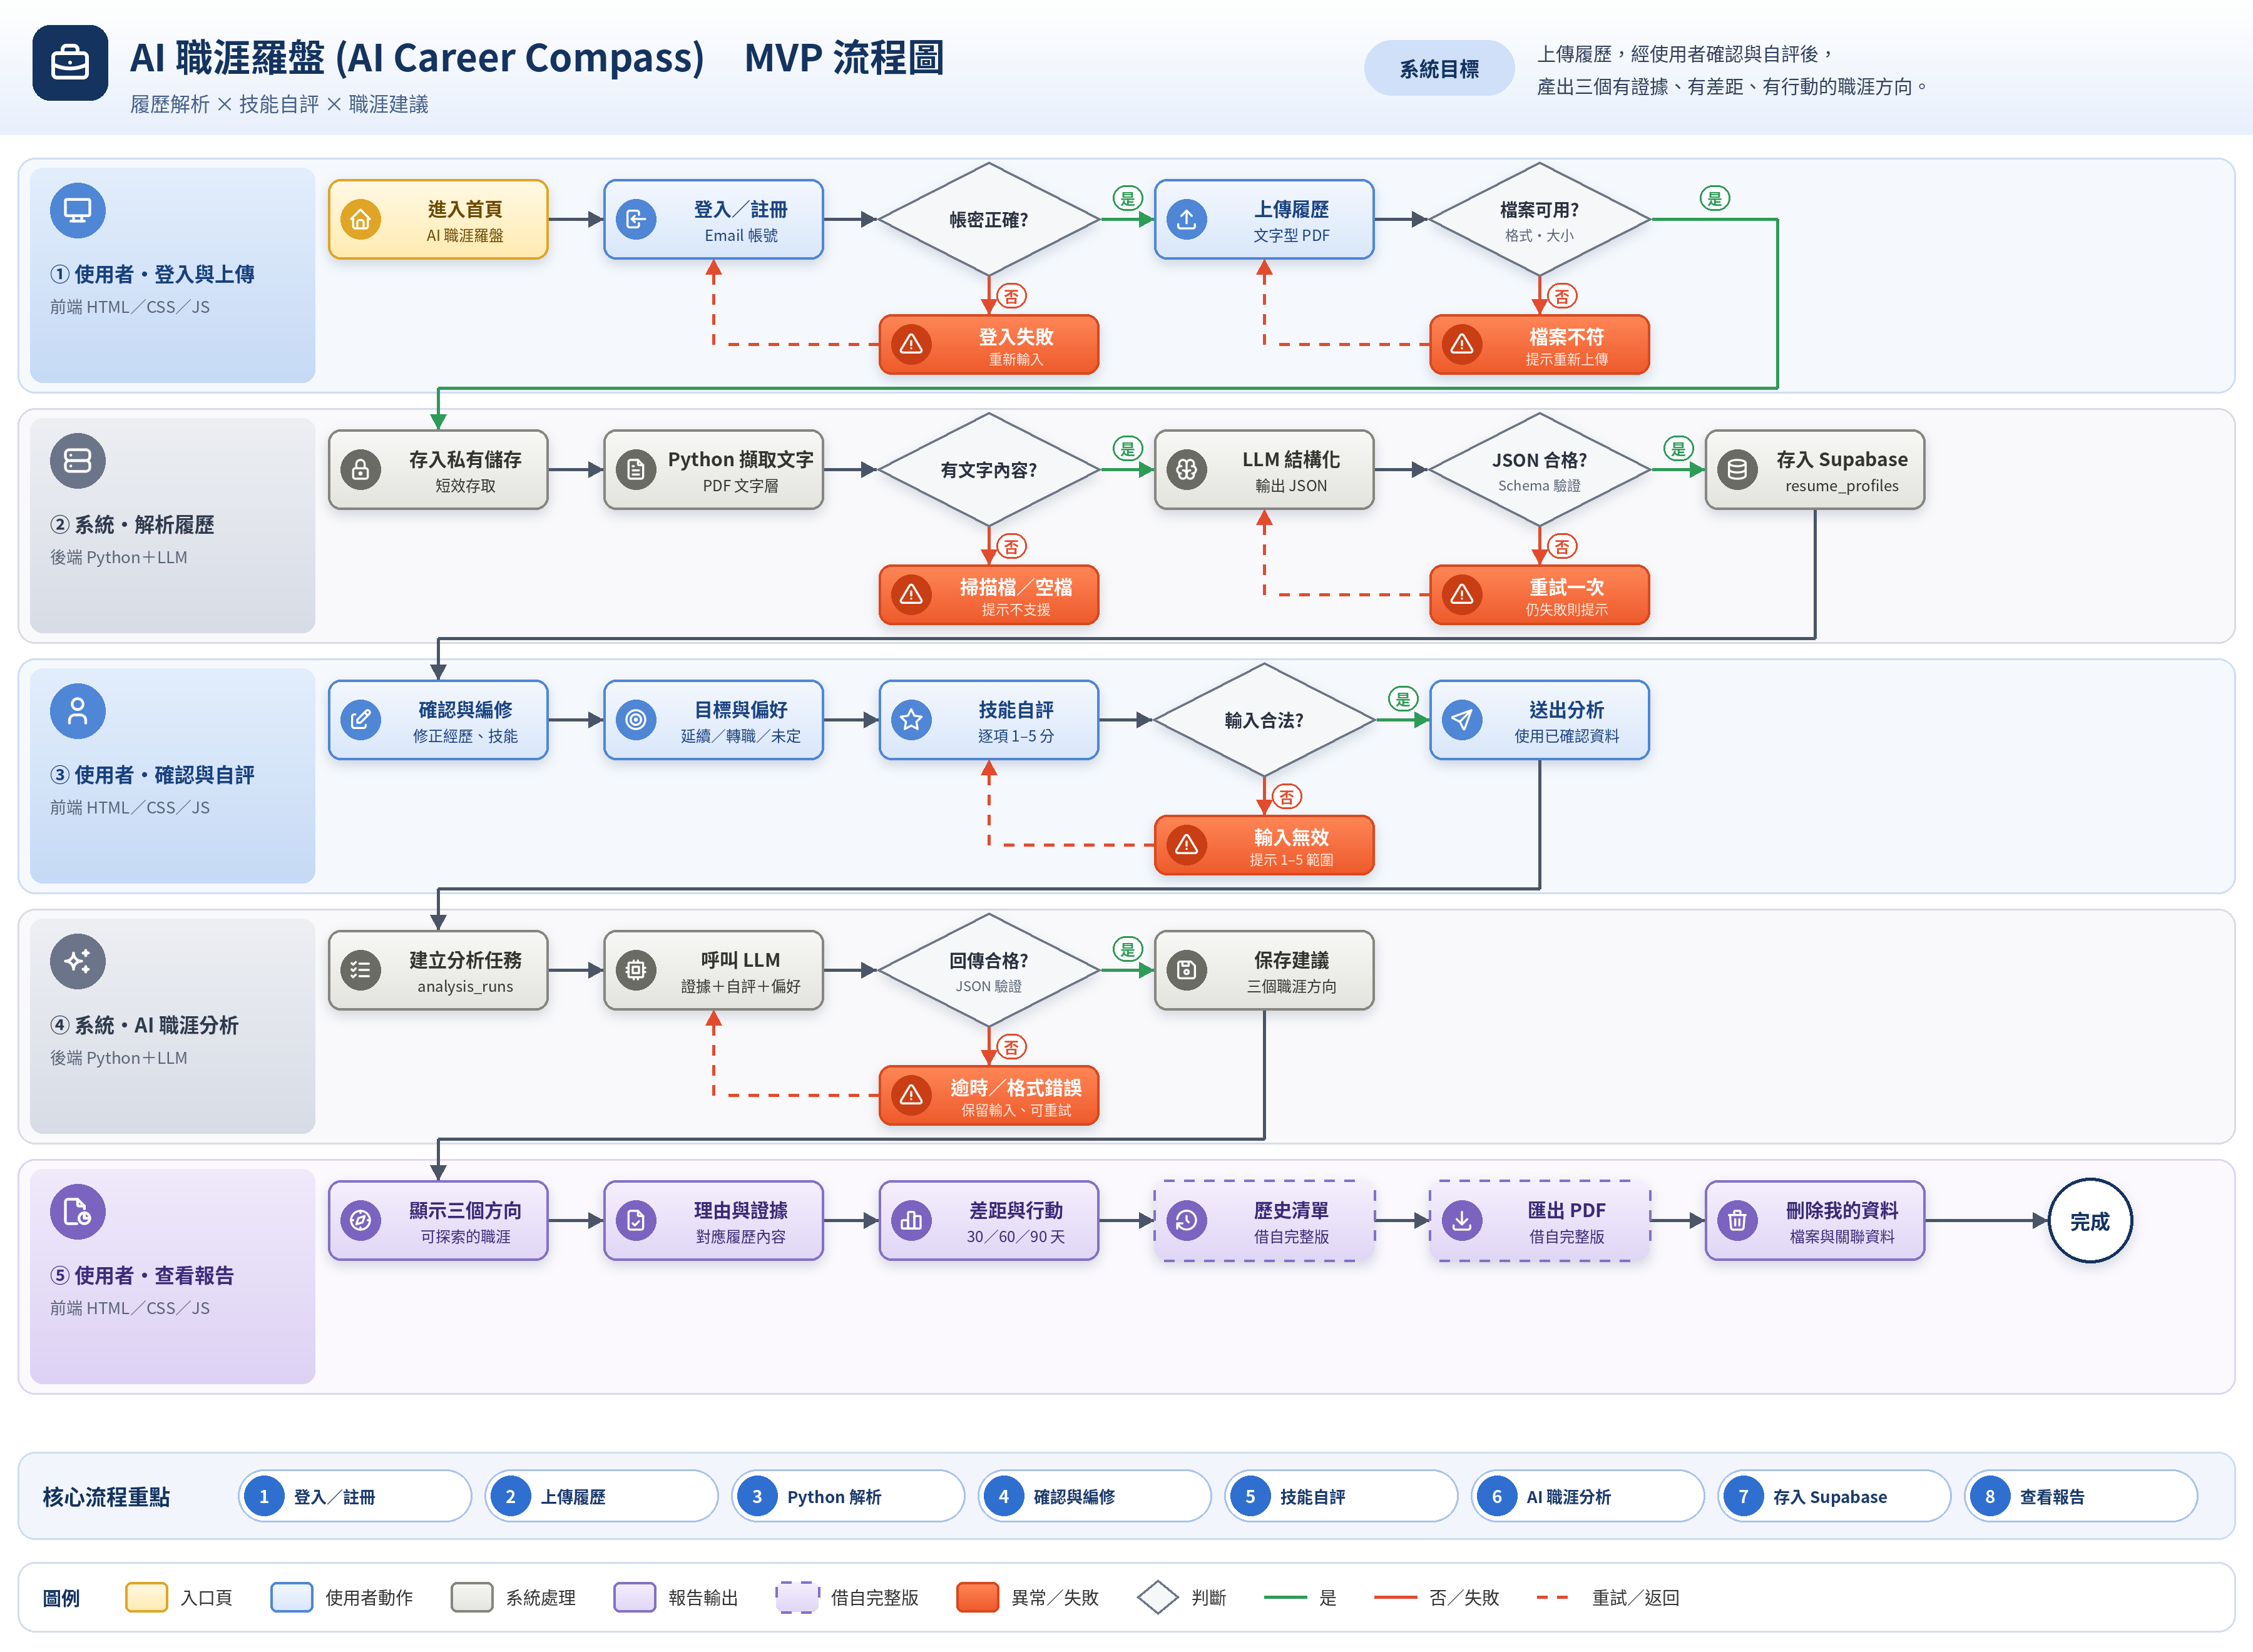 AI 職涯羅盤 (AI Career Compass)　MVP 流程圖
履歷解析 × 技能自評 × 職涯建議
系統目標
上傳履歷，經使用者確認與自評後，
產出三個有證據、有差距、有行動的職涯方向。
① 使用者・登入與上傳
前端 HTML／CSS／JS
進入首頁
AI 職涯羅盤
登入／註冊
Email 帳號
帳密正確?
是
上傳履歷
文字型 PDF
檔案可用?
格式・大小
是
否
登入失敗
重新輸入
否
檔案不符
提示重新上傳
② 系統・解析履歷
後端 Python＋LLM
存入私有儲存
短效存取
Python 擷取文字
PDF 文字層
有文字內容?
是
LLM 結構化
輸出 JSON
JSON 合格?
Schema 驗證
是
存入 Supabase
resume_profiles
否
掃描檔／空檔
提示不支援
否
重試一次
仍失敗則提示
③ 使用者・確認與自評
前端 HTML／CSS／JS
確認與編修
修正經歷、技能
目標與偏好
延續／轉職／未定
技能自評
逐項 1–5 分
輸入合法?
是
送出分析
使用已確認資料
否
輸入無效
提示 1–5 範圍
④ 系統・AI 職涯分析
後端 Python＋LLM
建立分析任務
analysis_runs
呼叫 LLM
證據＋自評＋偏好
回傳合格?
JSON 驗證
是
保存建議
三個職涯方向
否
逾時／格式錯誤
保留輸入、可重試
⑤ 使用者・查看報告
前端 HTML／CSS／JS
顯示三個方向
可探索的職涯
理由與證據
對應履歷內容
差距與行動
30／60／90 天
歷史清單
借自完整版
匯出 PDF
借自完整版
刪除我的資料
檔案與關聯資料
完成
核心流程重點
1 登入／註冊
2 上傳履歷
3 Python 解析
4 確認與編修
5 技能自評
6 AI 職涯分析
7 存入 Supabase
8 查看報告
圖例
入口頁
使用者動作
系統處理
報告輸出
借自完整版
異常／失敗
判斷
是
否／失敗
重試／返回